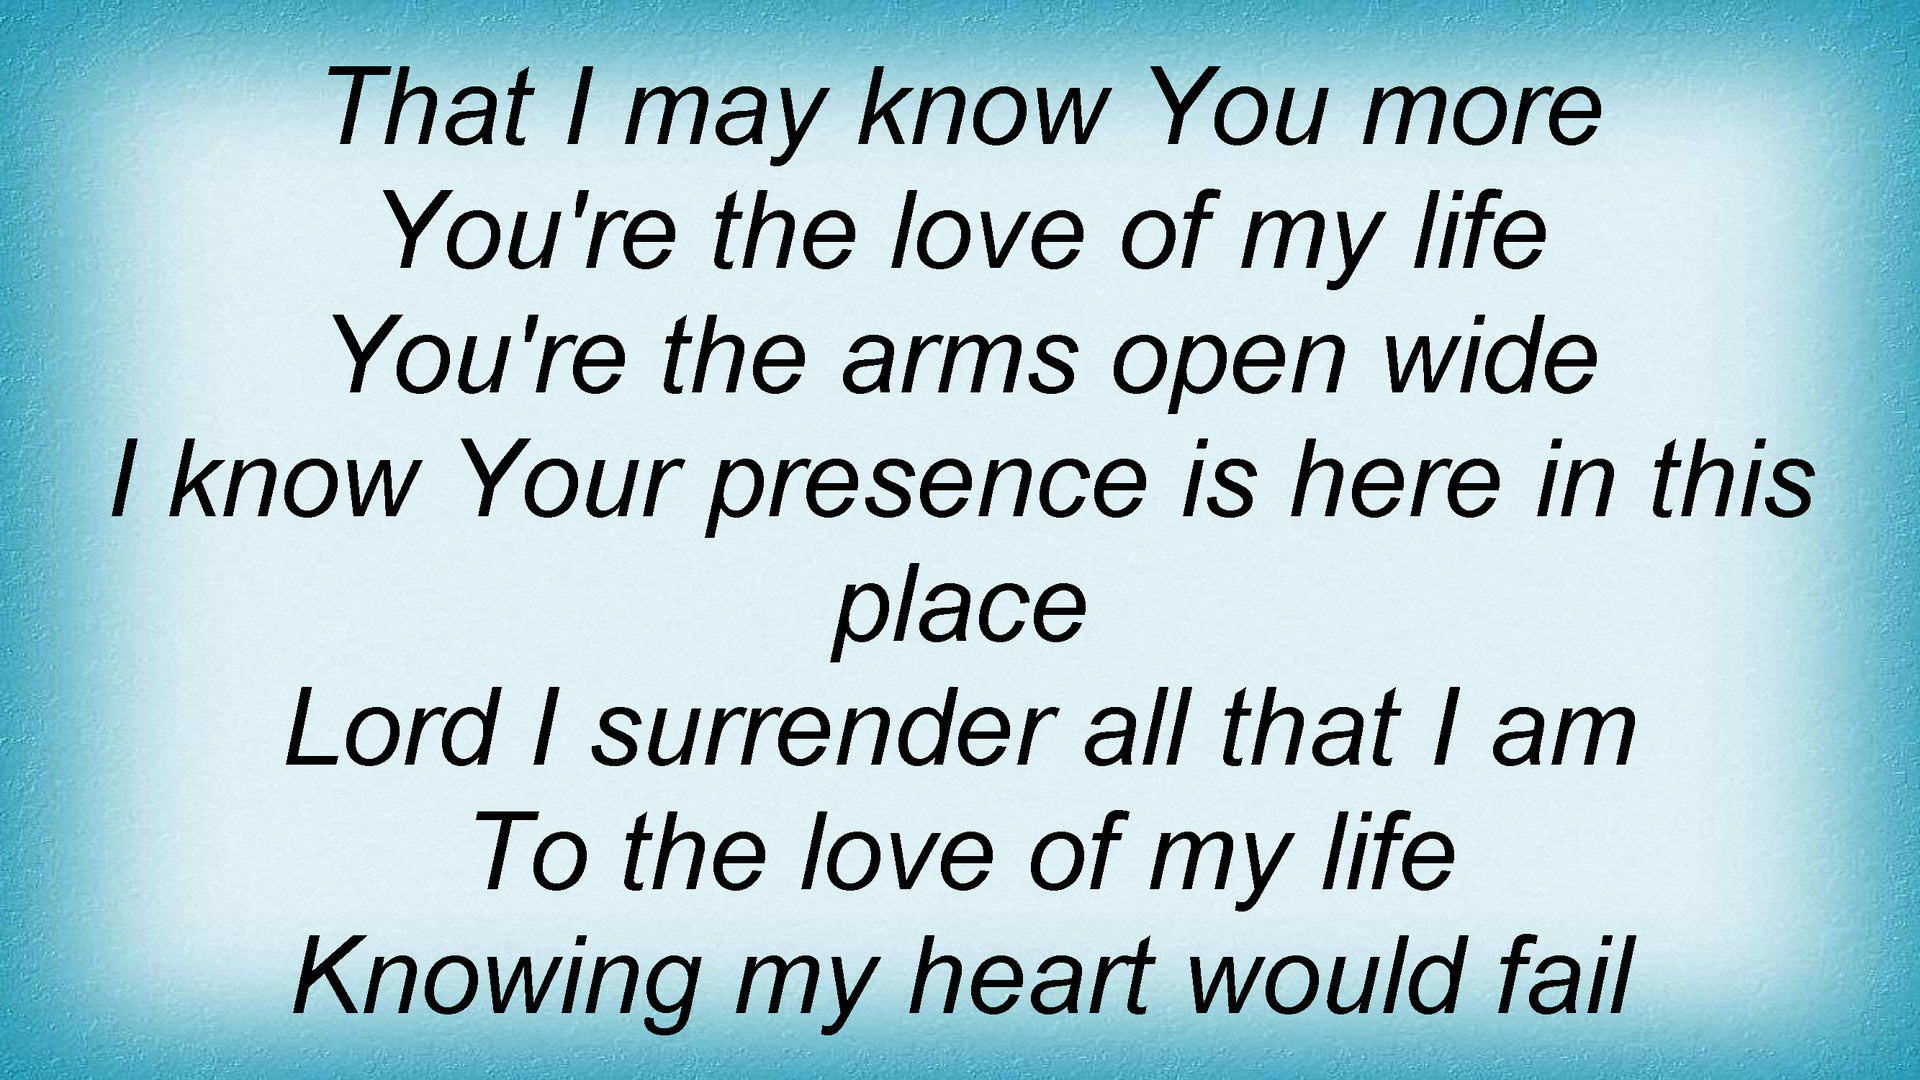 That I may know You more
You're the love of my life
You're the arms open wide
I know Your presence is here in this
place
Lord I surrender all that I am
To the love of my life
Knowing my heart would fail